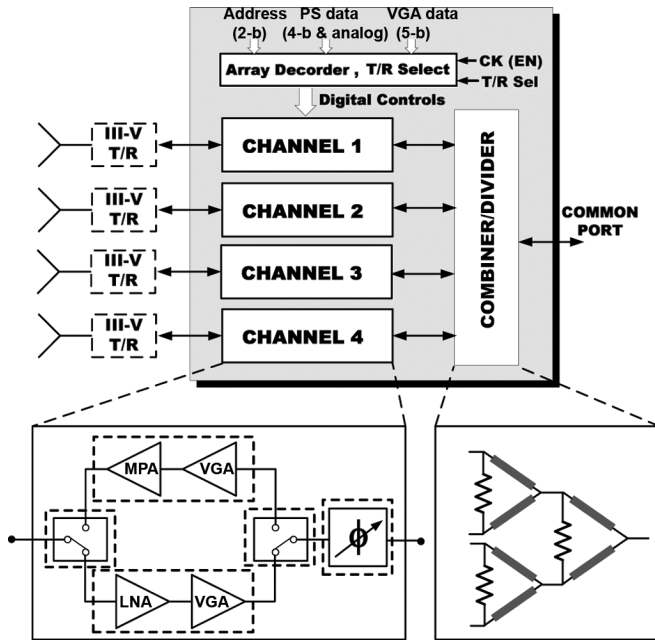 Address PS data VGA data
(2-b) (4-b & analog) (5-b)
Array Decorder , T/R Select
CK (EN)
T/R Sel
Digital Controls
III-V
T/R
CHANNEL 1
III-V
T/R
CHANNEL 2
III-V
T/R
CHANNEL 3
III-V
T/R
CHANNEL 4
COMBINER/DIVIDER
COMMON
PORT
MPA VGA
ϕ
LNA VGA